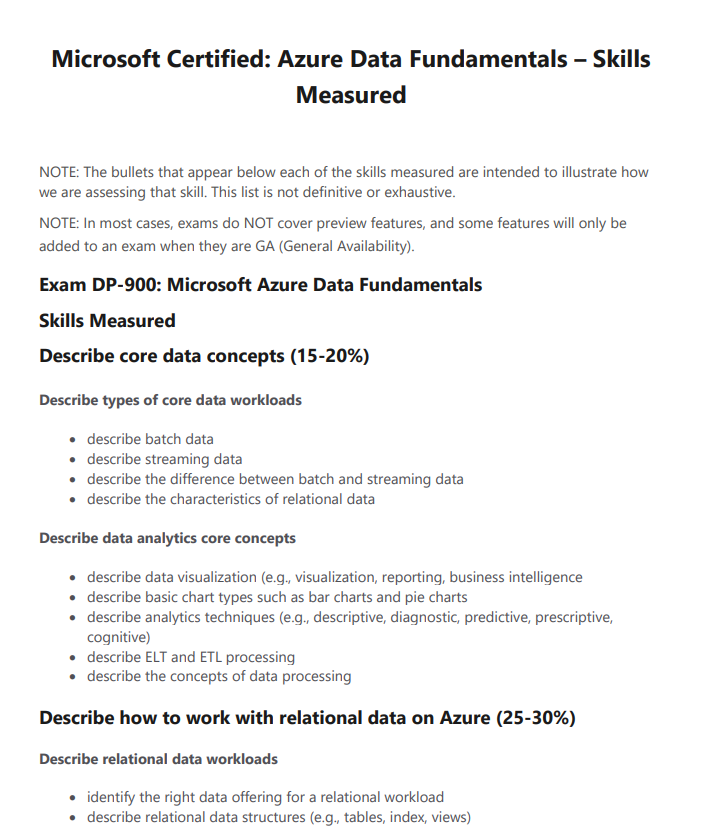 Microsoft Certified: Azure Data Fundamentals – Skills
Measured
NOTE: The bullets that appear below each of the skills measured are intended to illustrate how
we are assessing that skill. This list is not definitive or exhaustive.
NOTE: In most cases, exams do NOT cover preview features, and some features will only be
added to an exam when they are GA (General Availability).
Exam DP-900: Microsoft Azure Data Fundamentals
Skills Measured
Describe core data concepts (15-20%)
Describe types of core data workloads
• describe batch data
• describe streaming data
• describe the difference between batch and streaming data
• describe the characteristics of relational data
Describe data analytics core concepts
• describe data visualization (e.g., visualization, reporting, business intelligence
• describe basic chart types such as bar charts and pie charts
• describe analytics techniques (e.g., descriptive, diagnostic, predictive, prescriptive,
cognitive)
• describe ELT and ETL processing
• describe the concepts of data processing
Describe how to work with relational data on Azure (25-30%)
Describe relational data workloads
• identify the right data offering for a relational workload
• describe relational data structures (e.g., tables, index, views)